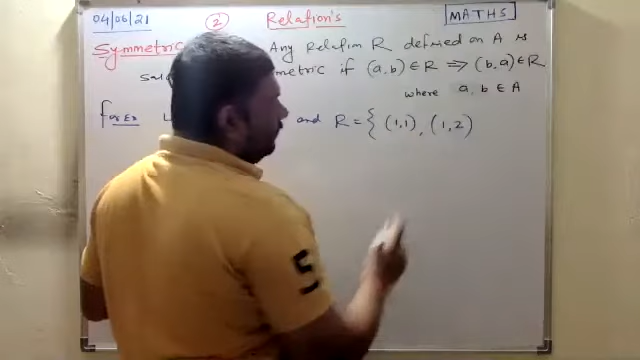 04/06/21 2 Relation's MATHS
Symmetric Any Relation R defined on A is
metric if (a,b) ∈ R ⟹ (b,a) ∈ R
where a, b ∈ A
For Ex and R = { (1,1), (1,2)
5